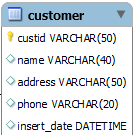 customer
custid VARCHAR(50)
name VARCHAR(40)
address VARCHAR(50)
phone VARCHAR(20)
insert_date DATETIME